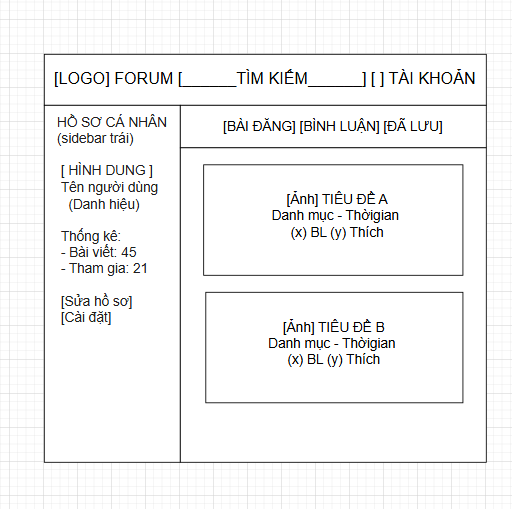 [LOGO] FORUM [______TÌM KIẾM______] [ ] TÀI KHOẢN
HỒ SƠ CÁ NHÂN
(sidebar trái)
[ HÌNH DUNG ]
Tên người dùng
(Danh hiệu)
Thống kê:
- Bài viết: 45
- Tham gia: 21
[Sửa hồ sơ]
[Cài đặt]
[BÀI ĐĂNG] [BÌNH LUẬN] [ĐÃ LƯU]
[Ảnh] TIÊU ĐỀ A
Danh mục - Thờigian
(x) BL (y) Thích
[Ảnh] TIÊU ĐỀ B
Danh mục - Thờigian
(x) BL (y) Thích